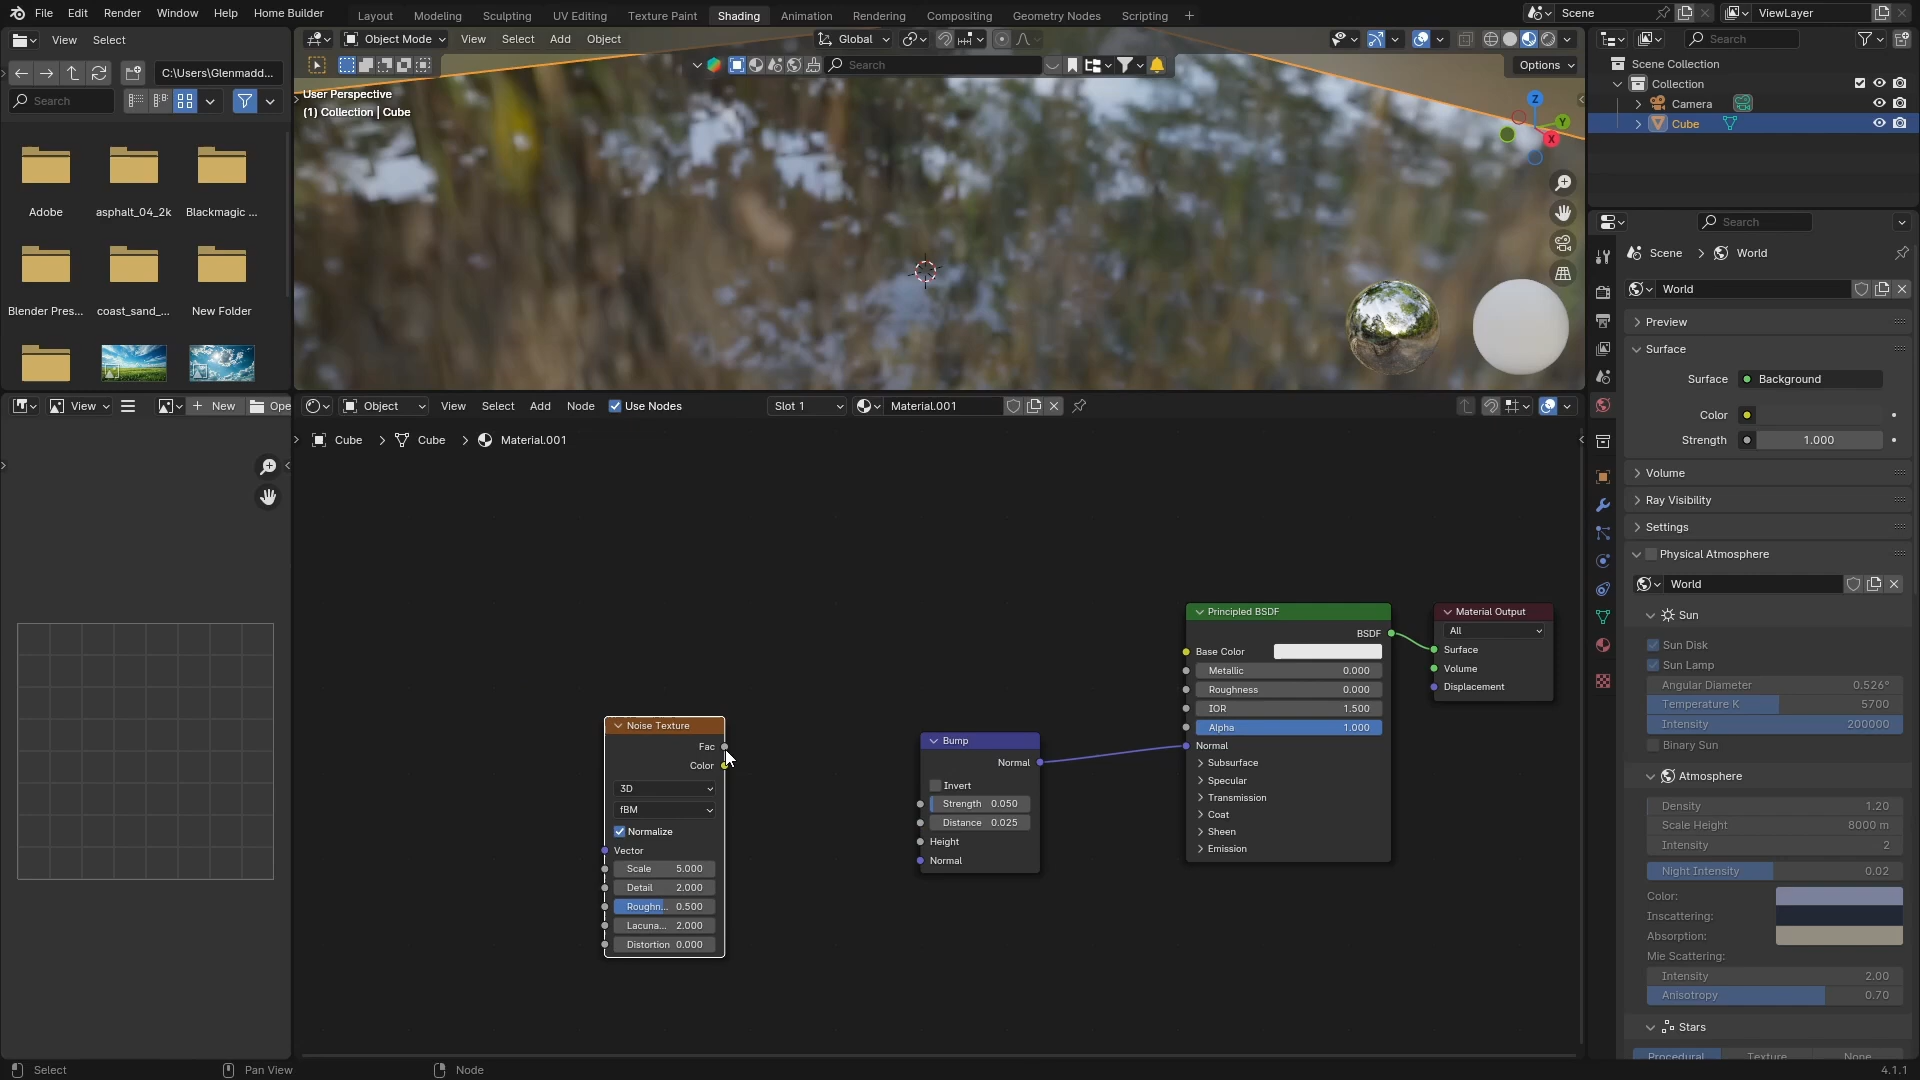 File Edit Render Window Help Home Builder Layout Modeling Sculpting UV Editing Texture Paint Shading Animation Rendering Compositing Geometry Nodes Scripting + Scene ViewLayer
View Select Object Mode View Select Add Object Global Search
C:\Users\Glenmadd... Search Options
Search
User Perspective
(1) Collection | Cube
Scene Collection
Collection
Camera
Cube
Z
Y
X
Adobe asphalt_04_2k Blackmagic ...
Blender Pres... coast_sand_... New Folder
Search
Scene > World
World
Preview
Surface
Surface Background
Color
Strength 1.000
Volume
Ray Visibility
Settings
Physical Atmosphere
World
Sun
Sun Disk
Sun Lamp
Angular Diameter 0.526°
Temperature K 5700
Intensity 200000
Binary Sun
Atmosphere
Density 1.20
Scale Height 8000 m
Intensity 2
Night Intensity 0.02
Color:
Inscattering:
Absorption:
Mie Scattering:
Intensity 2.00
Anisotropy 0.70
Stars
Procedural Texture None
View + New Ope
Object View Select Add Node Use Nodes Slot 1 Material.001
Cube > Cube > Material.001
Noise Texture
Fac
Color
3D
fBM
Normalize
Vector
Scale 5.000
Detail 2.000
Roughn... 0.500
Lacuna... 2.000
Distortion 0.000
Bump
Normal
Invert
Strength 0.050
Distance 0.025
Height
Normal
Principled BSDF
BSDF
Base Color
Metallic 0.000
Roughness 0.000
IOR 1.500
Alpha 1.000
Normal
Subsurface
Specular
Transmission
Coat
Sheen
Emission
Material Output
All
Surface
Volume
Displacement
Select Pan View Node 4.1.1